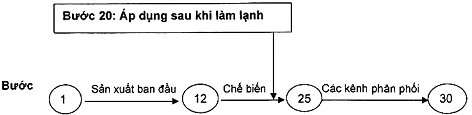 Bước 20: Áp dụng sau khi làm lạnh
Bước
1
Sản xuất ban đầu
12
Chế biến
25
Các kênh phân phối
30